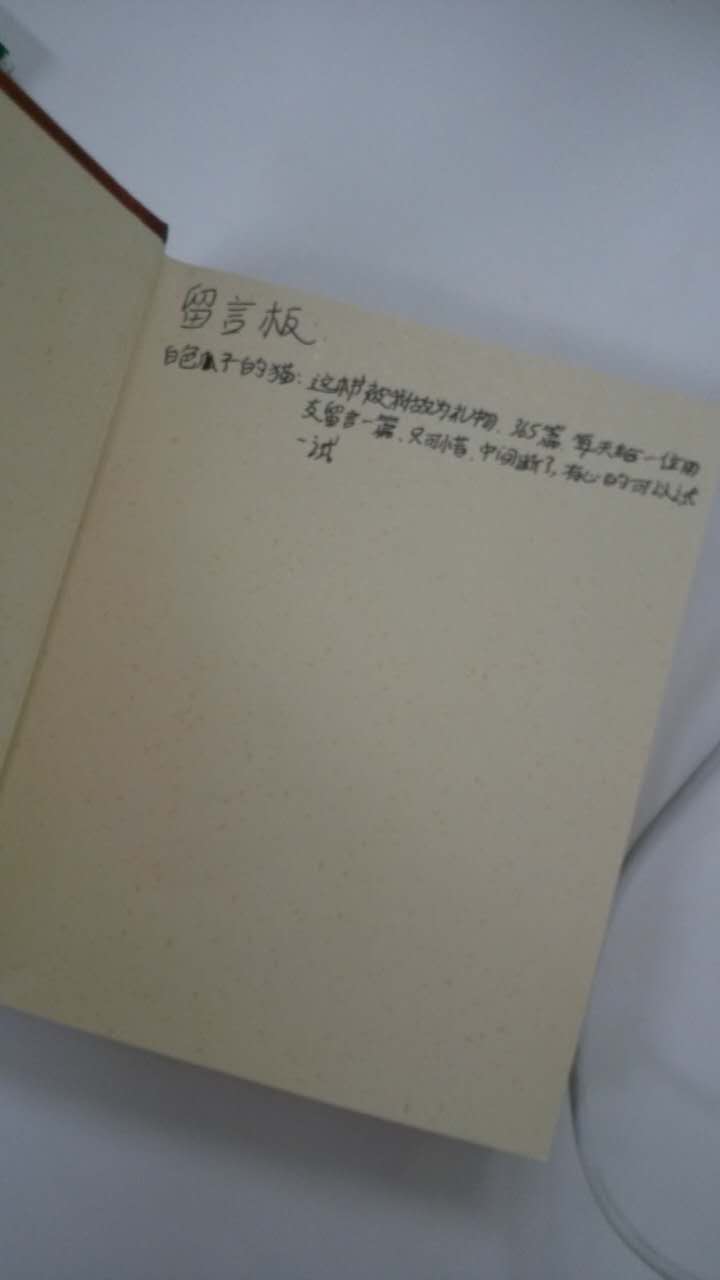 留言板
白色爪子的猫：这本书被我做为礼物，365篇，每天给一位朋
友留言一篇，只可惜，中间断了，有心的可以试
一试